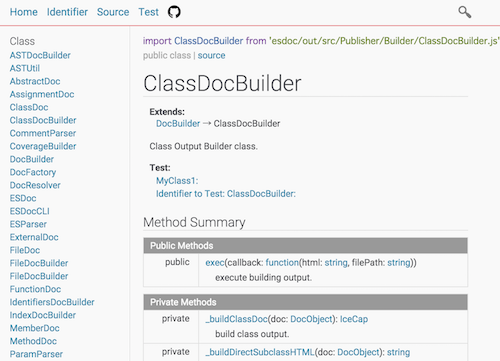 Home Identifier Source Test
Class
ASTDocBuilder
ASTUtil
AbstractDoc
AssignmentDoc
ClassDoc
ClassDocBuilder
CommentParser
CoverageBuilder
DocBuilder
DocFactory
DocResolver
ESDoc
ESDocCLI
ESParser
ExternalDoc
FileDoc
FileDocBuilder
FileDocBuilder
FunctionDoc
IdentifiersDocBuilder
IndexDocBuilder
MemberDoc
MethodDoc
ParamParser
import ClassDocBuilder from 'esdoc/out/src/Publisher/Builder/ClassDocBuilder.js'
public class | source
ClassDocBuilder
Extends:
DocBuilder → ClassDocBuilder
Class Output Builder class.
Test:
MyClass1:
Identifier to Test: ClassDocBuilder:
Method Summary
Public Methods
public exec(callback: function(html: string, filePath: string))
execute building output.
Private Methods
private _buildClassDoc(doc: DocObject): IceCap
build class output.
private _buildDirectSubclassHTML(doc: DocObject): string